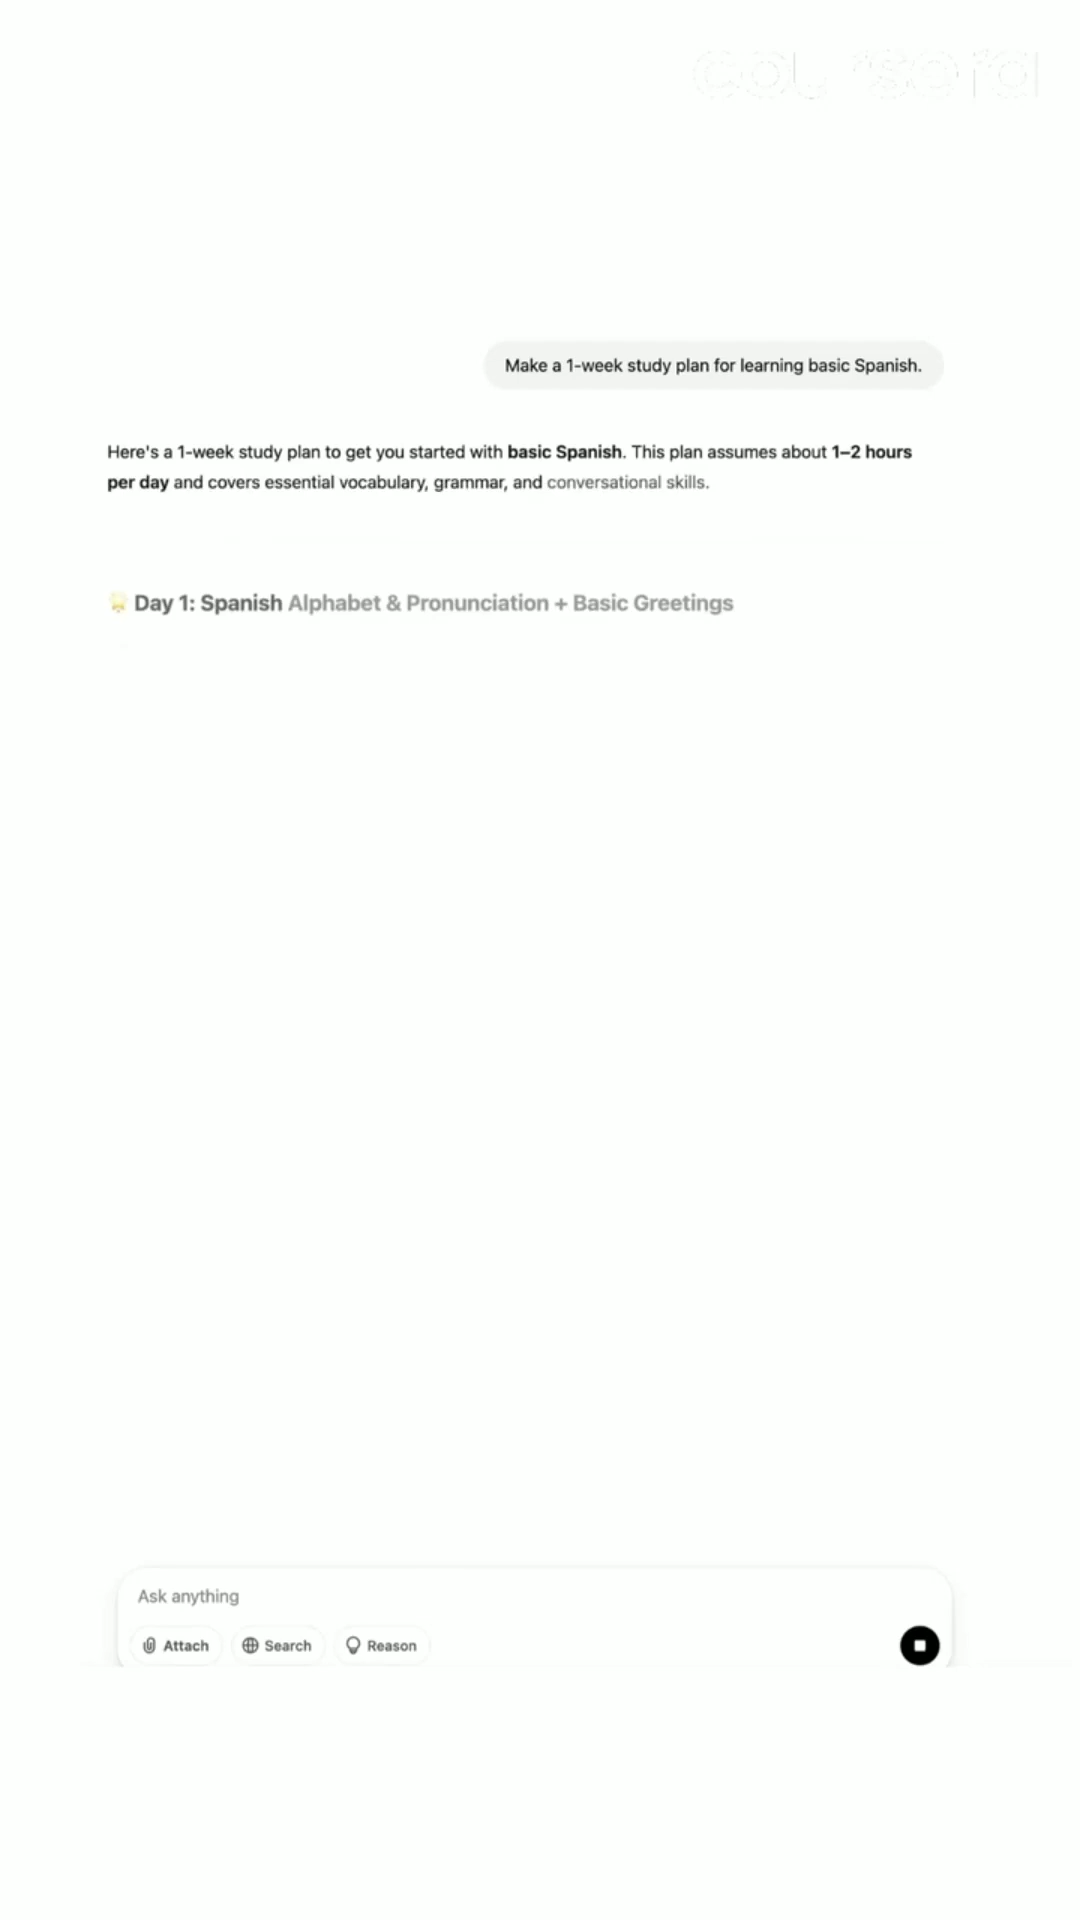 coursera
Make a 1-week study plan for learning basic Spanish.
Here's a 1-week study plan to get you started with basic Spanish. This plan assumes about 1–2 hours
per day and covers essential vocabulary, grammar, and conversational skills.
Day 1: Spanish Alphabet & Pronunciation + Basic Greetings
Ask anything
Attach
Search
Reason